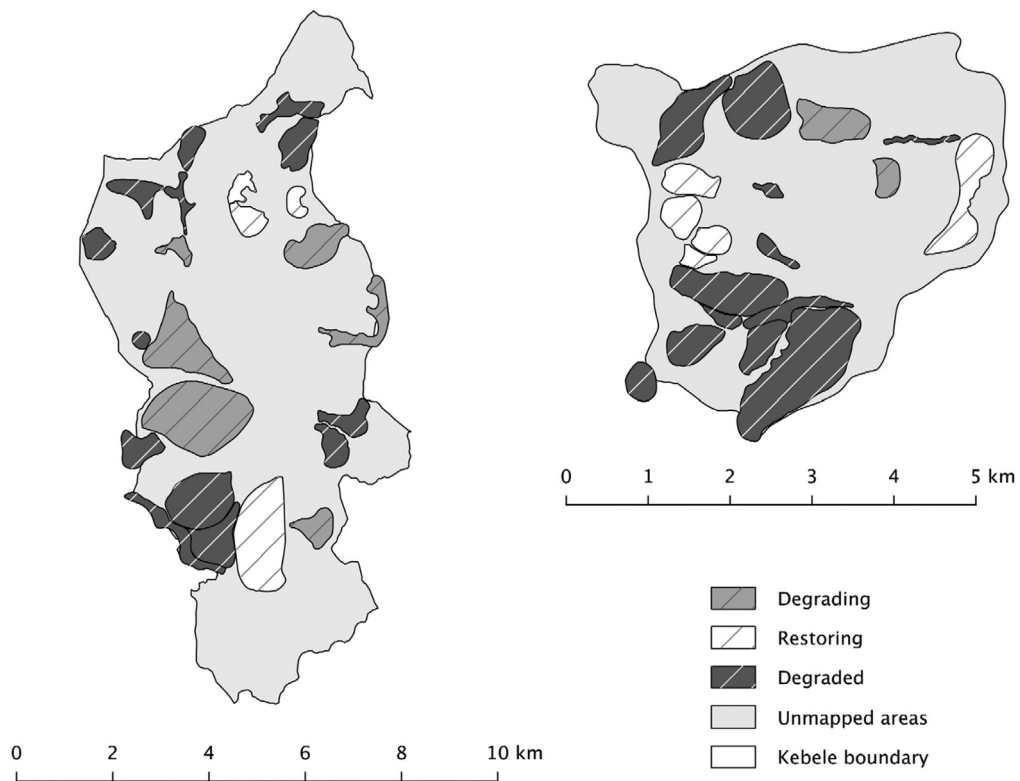 0 1 2 3 4 5 km
Degrading
Restoring
Degraded
Unmapped areas
Kebele boundary
0 2 4 6 8 10 km